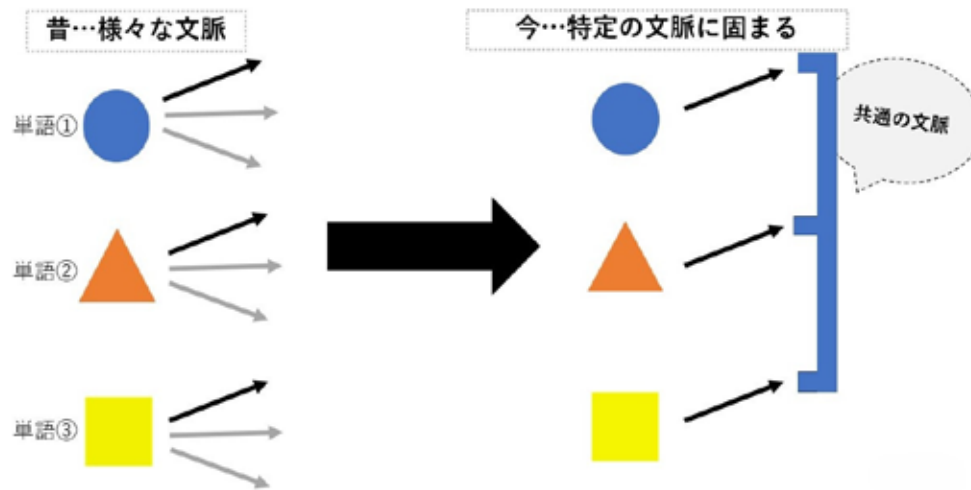 昔…様々な文脈
今…特定の文脈に固まる
単語①
単語②
単語③
共通の文脈